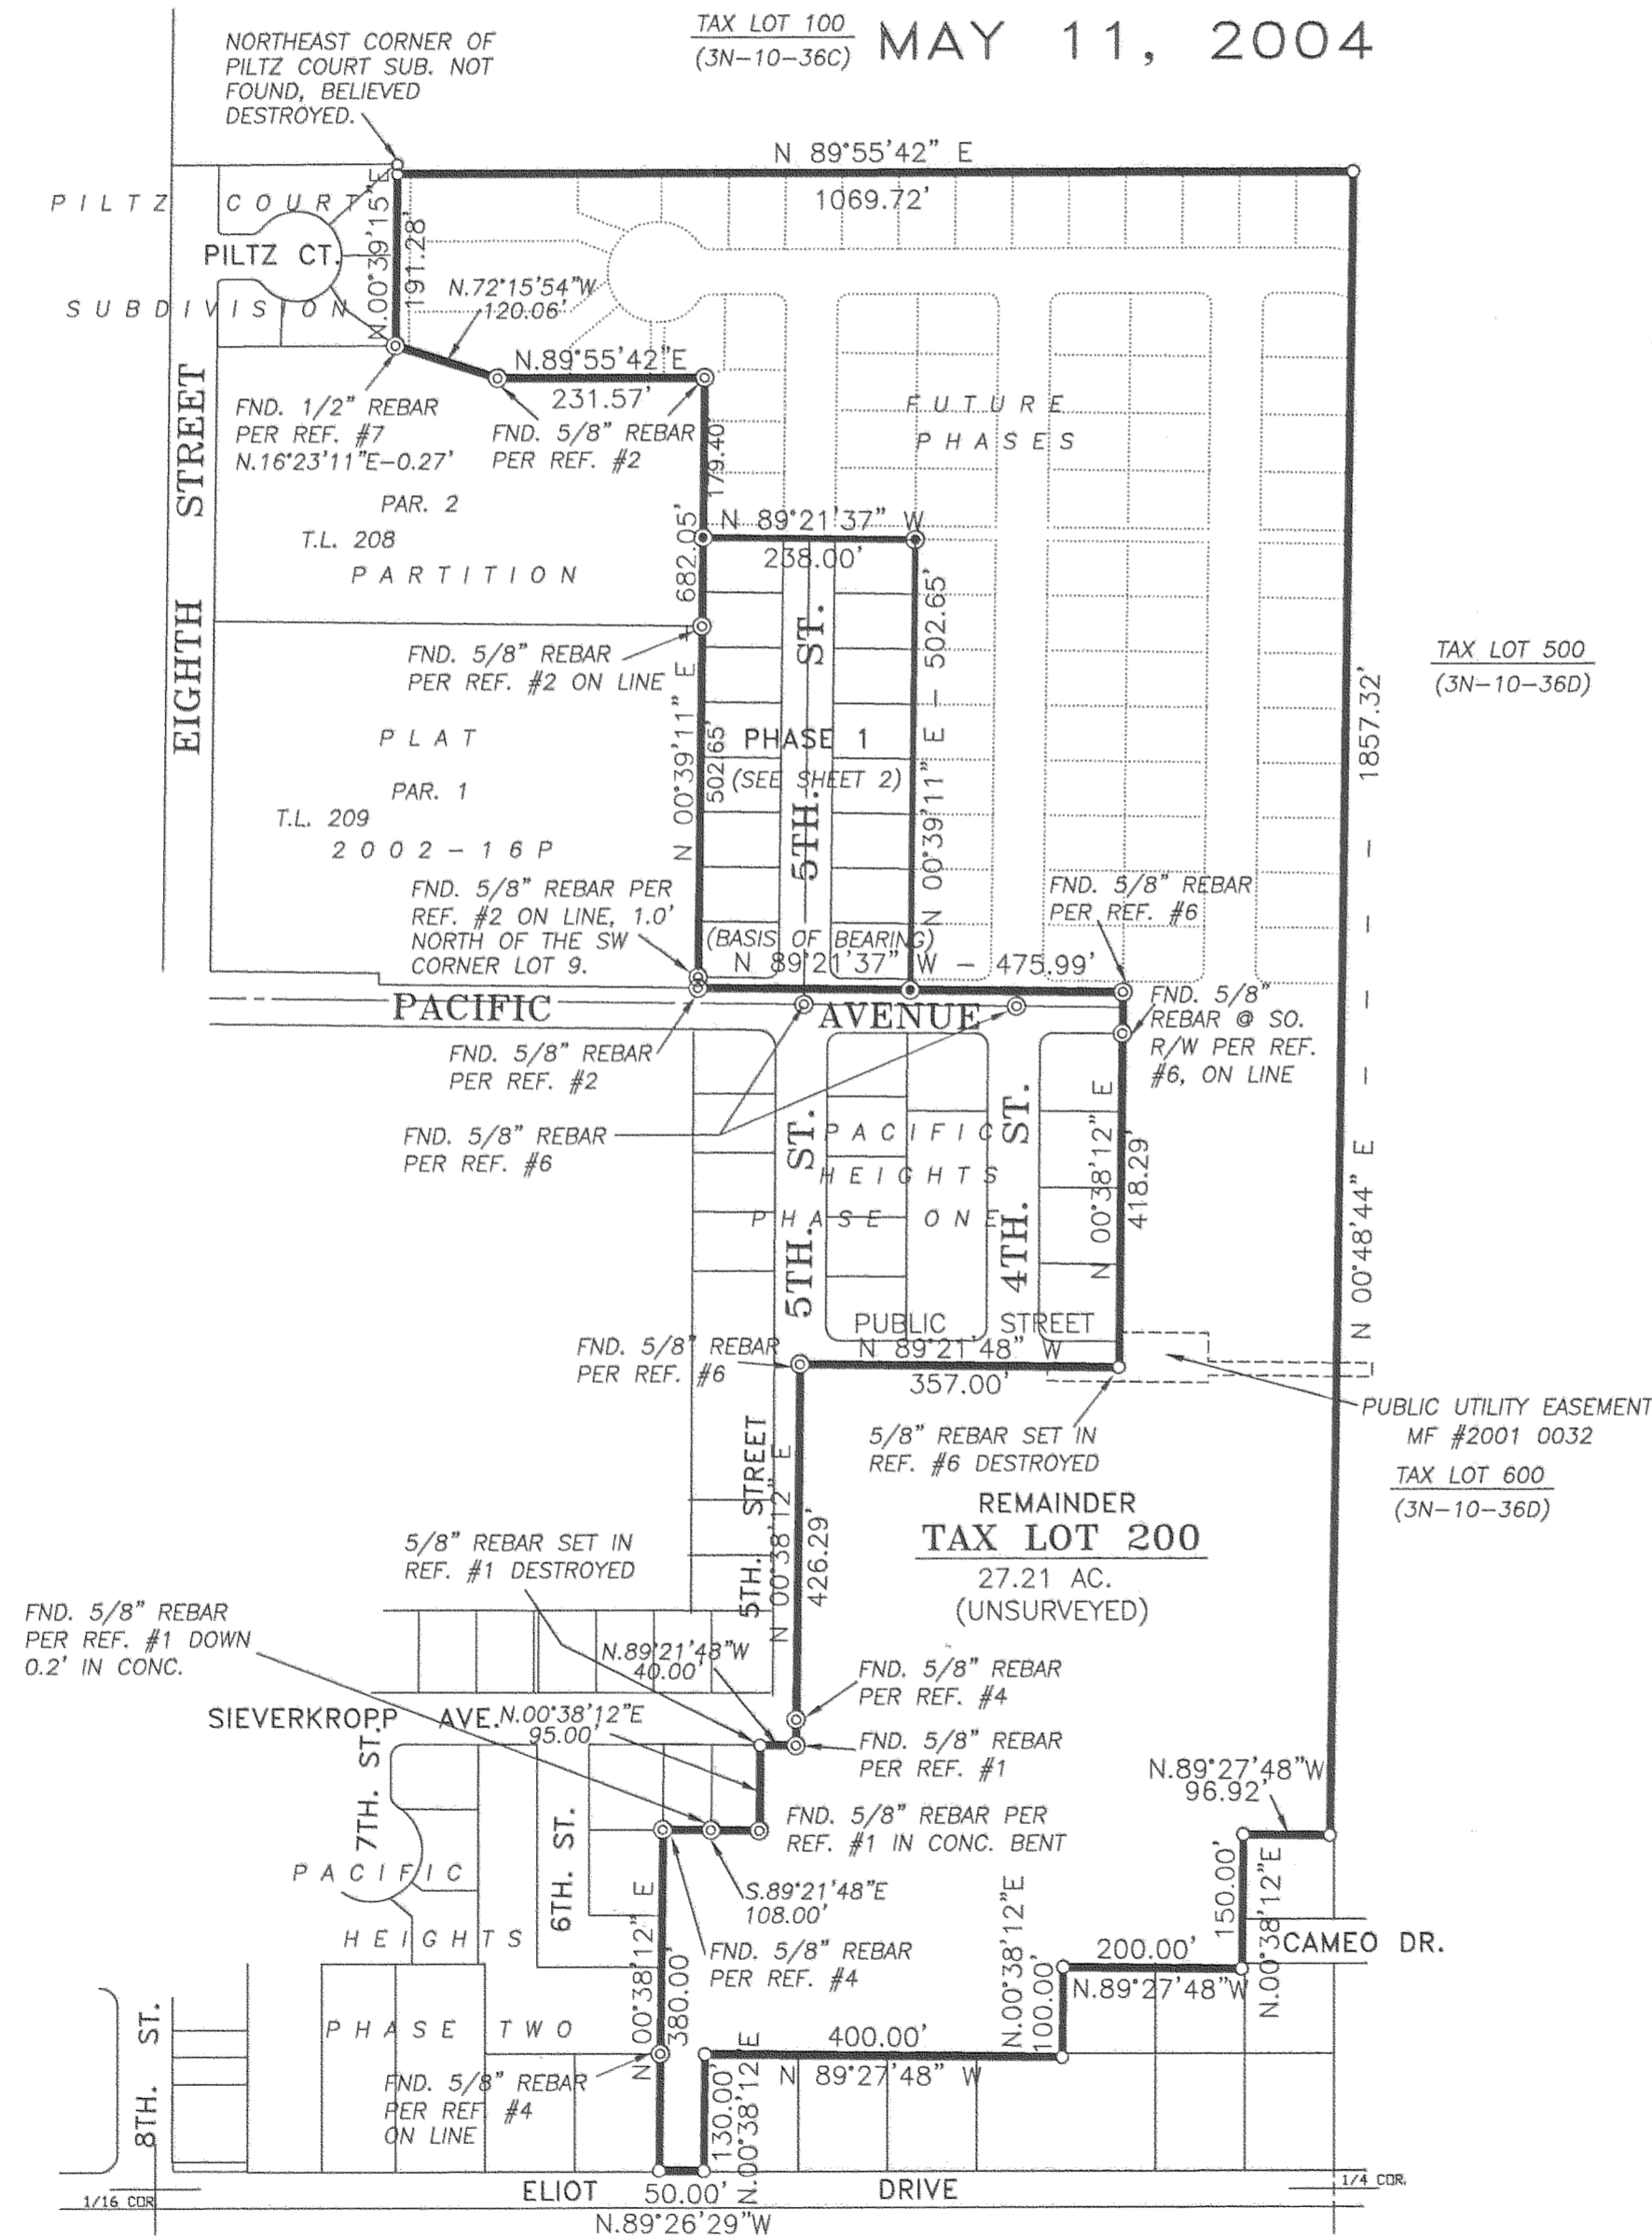 TAX LOT 100
(3N-10-36C)
MAY 11, 2004
NORTHEAST CORNER OF
PILTZ COURT SUB. NOT
FOUND, BELIEVED
DESTROYED.
N 89°55'42" E
1069.72'
PILTZ COURT
SUBDIVISION
PILTZ CT.
N.00°39'15"E
191.28'
N.72°15'54"W
120.06'
N.89°55'42"E
231.57'
EIGHTH STREET
FND. 1/2" REBAR
PER REF. #7
N.16°23'11"E-0.27'
FND. 5/8" REBAR
PER REF. #2
179.40'
FUTURE
PHASES
PAR. 2
T.L. 208
PARTITION
682.05'
N 00°39'11" E
N 89°21'37" W
238.00'
FND. 5/8" REBAR
PER REF. #2 ON LINE
5TH. ST.
N 00°39'11" E - 502.65'
TAX LOT 500
(3N-10-36D)
1857.32'
N 00°48'44" E
PLAT
PAR. 1
T.L. 209
2002-16P
502.65'
PHASE 1
(SEE SHEET 2)
FND. 5/8" REBAR PER
REF. #2 ON LINE, 1.0'
NORTH OF THE SW
CORNER LOT 9.
FND. 5/8" REBAR
PER REF. #6
(BASIS OF BEARING)
N 89°21'37" W - 475.99'
PACIFIC AVENUE
FND. 5/8"
REBAR @ SO.
R/W PER REF.
#6, ON LINE
FND. 5/8" REBAR
PER REF. #2
FND. 5/8" REBAR
PER REF. #6
5TH. ST.
PACIFIC
HEIGHTS
PHASE ONE
4TH. ST.
N 00°38'12" E
418.29'
PUBLIC STREET
N 89°21'48" W
357.00'
FND. 5/8" REBAR
PER REF. #6
PUBLIC UTILITY EASEMENT
MF #2001 0032
TAX LOT 600
(3N-10-36D)
5/8" REBAR SET IN
REF. #6 DESTROYED
5TH. STREET
N 00°38'12" E
426.29'
REMAINDER
TAX LOT 200
27.21 AC.
(UNSURVEYED)
5/8" REBAR SET IN
REF. #1 DESTROYED
FND. 5/8" REBAR
PER REF. #1 DOWN
0.2' IN CONC.
N.89°21'48"W
40.00'
FND. 5/8" REBAR
PER REF. #4
SIEVERKROPP AVE.
N.00°38'12"E
95.00'
FND. 5/8" REBAR
PER REF. #1
N.89°27'48"W
96.92'
7TH. ST.
6TH. ST.
FND. 5/8" REBAR PER
REF. #1 IN CONC. BENT
PACIFIC
HEIGHTS
PHASE TWO
S.89°21'48"E
108.00'
FND. 5/8" REBAR
PER REF. #4
N 00°38'12" E
380.00'
150.00'
N.00°38'12"E
CAMEO DR.
N.00°38'12"E
100.00'
200.00'
N.89°27'48"W
400.00'
N 89°27'48" W
8TH. ST.
FND. 5/8" REBAR
PER REF #4
ON LINE
130.00'
N.00°38'12 E
ELIOT DRIVE
50.00'
N.89°26'29"W
1/16 COR
1/4 COR.